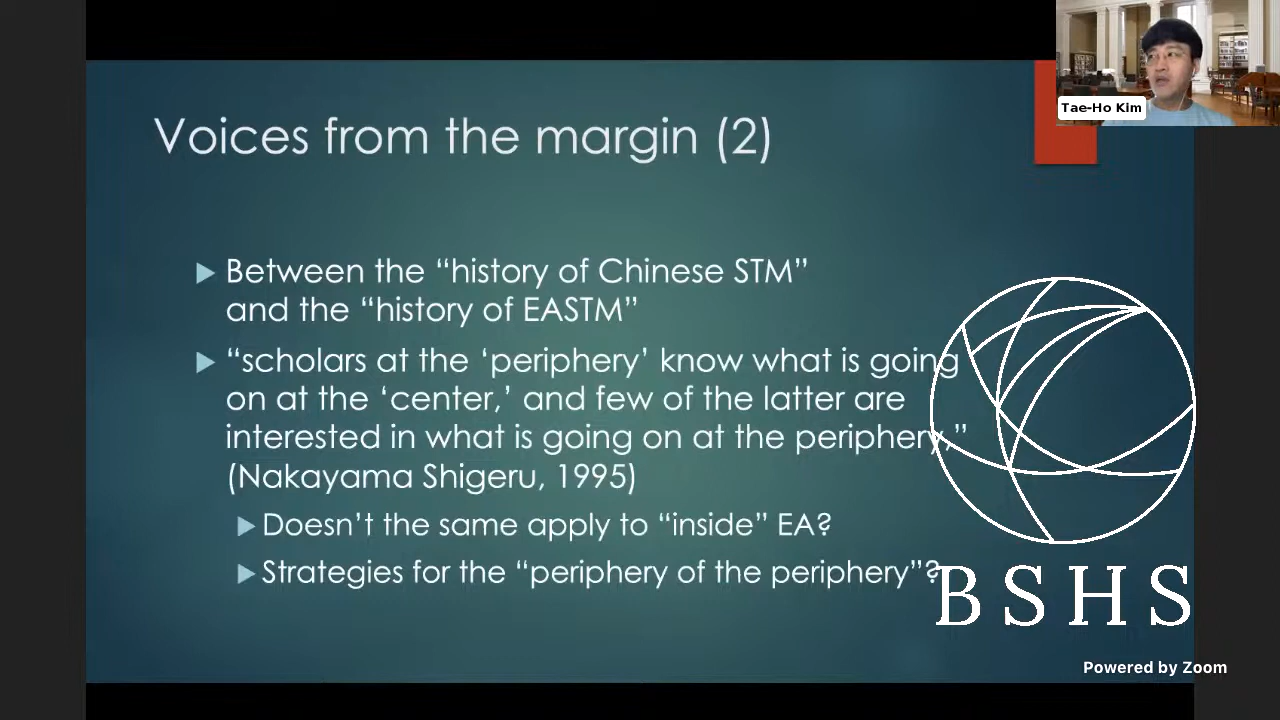 Tae-Ho Kim
Voices from the margin (2)
Between the “history of Chinese STM”
and the “history of EASTM”
“scholars at the ‘periphery’ know what is going
on at the ‘center,’ and few of the latter are
interested in what is going on at the periphery,”
(Nakayama Shigeru, 1995)
Doesn’t the same apply to “inside” EA?
Strategies for the “periphery of the periphery”?
BSHS
Powered by Zoom